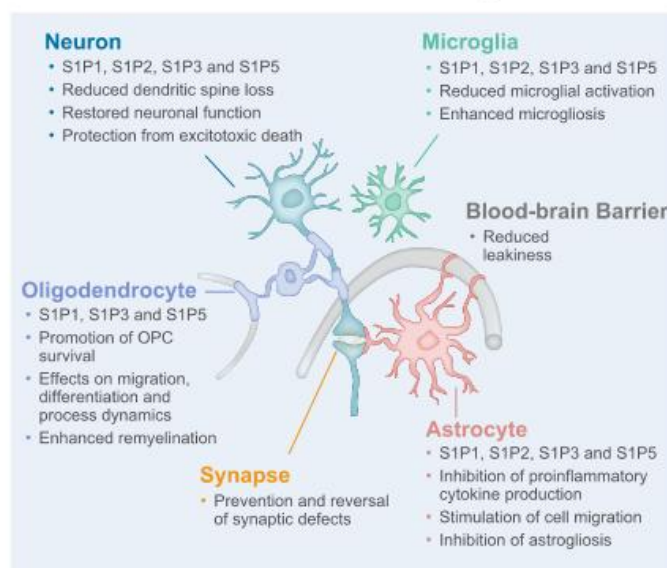 Neuron
• S1P1, S1P2, S1P3 and S1P5
• Reduced dendritic spine loss
• Restored neuronal function
• Protection from excitotoxic death
Microglia
• S1P1, S1P2, S1P3 and S1P5
• Reduced microglial activation
• Enhanced microgliosis
Blood-brain Barrier
• Reduced
leakiness
Oligodendrocyte
• S1P1, S1P3 and S1P5
• Promotion of OPC
survival
• Effects on migration,
differentiation and
process dynamics
• Enhanced remyelination
Synapse
• Prevention and reversal
of synaptic defects
Astrocyte
• S1P1, S1P2, S1P3 and S1P5
• Inhibition of proinflammatory
cytokine production
• Stimulation of cell migration
• Inhibition of astrogliosis